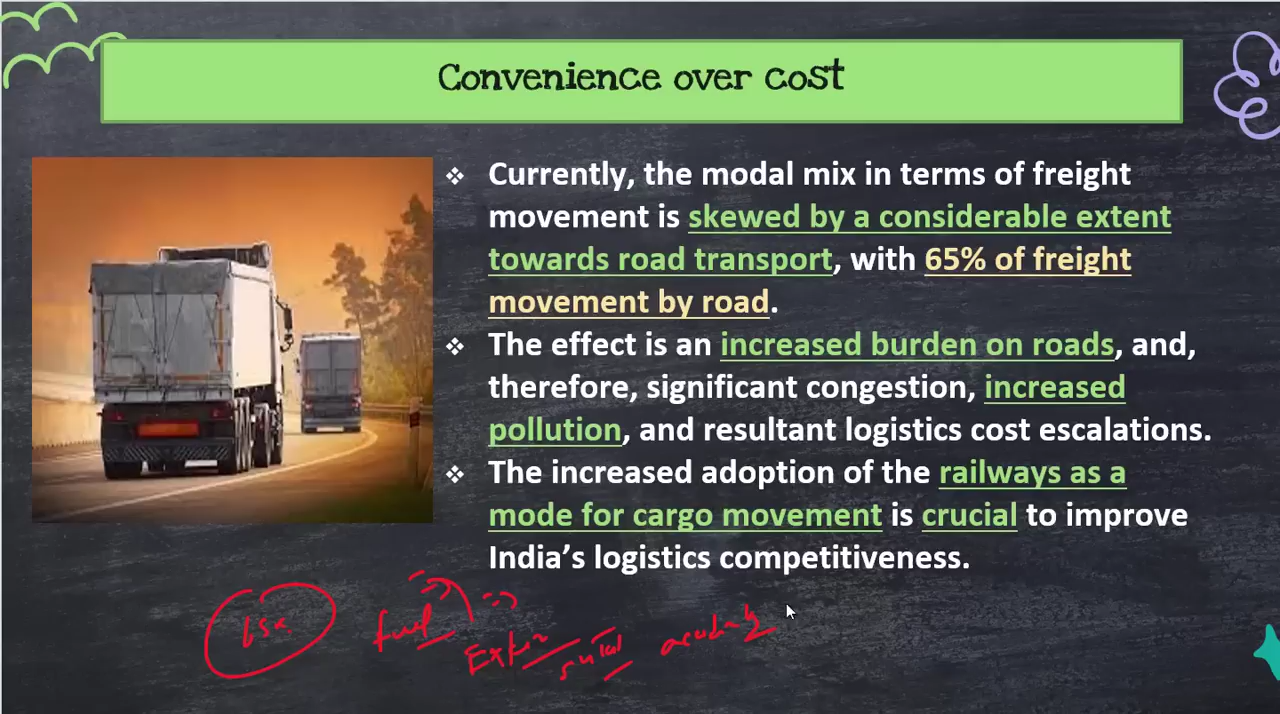 Convenience over cost
❖ Currently, the modal mix in terms of freight
movement is skewed by a considerable extent
towards road transport, with 65% of freight
movement by road.
❖ The effect is an increased burden on roads, and,
therefore, significant congestion, increased
pollution, and resultant logistics cost escalations.
❖ The increased adoption of the railways as a
mode for cargo movement is crucial to improve
India's logistics competitiveness.
fuel